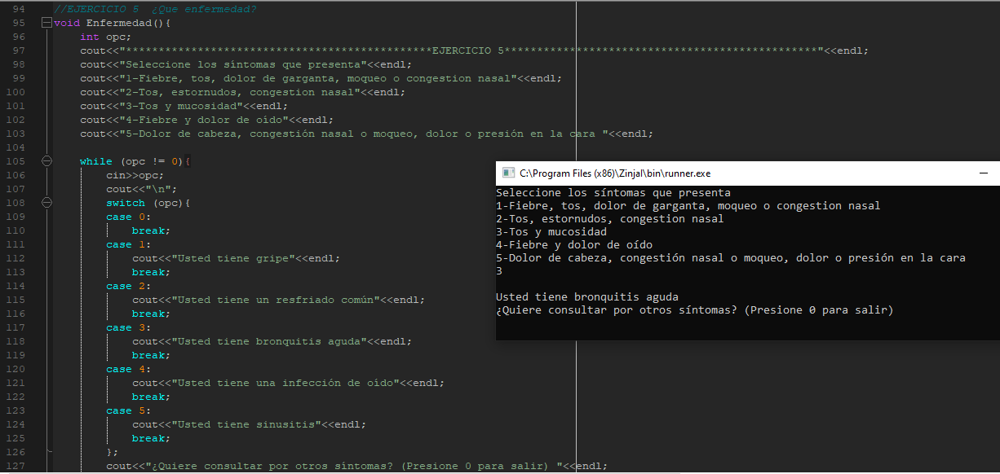 94 //EJERCICIO 5  ¿Que enfermedad?
95 void Enfermedad(){
96 int opc;
97 cout<<"***********************************************EJERCICIO 5************************************************"<<endl;
98 cout<<"Seleccione los síntomas que presenta"<<endl;
99 cout<<"1-Fiebre, tos, dolor de garganta, moqueo o congestion nasal"<<endl;
100 cout<<"2-Tos, estornudos, congestion nasal"<<endl;
101 cout<<"3-Tos y mucosidad"<<endl;
102 cout<<"4-Fiebre y dolor de oído"<<endl;
103 cout<<"5-Dolor de cabeza, congestión nasal o moqueo, dolor o presión en la cara "<<endl;
104
105 while (opc != 0){
106 cin>>opc;
107 cout<<"\n";
108 switch (opc){
109 case 0:
110 break;
111 case 1:
112 cout<<"Usted tiene gripe"<<endl;
113 break;
114 case 2:
115 cout<<"Usted tiene un resfriado común"<<endl;
116 break;
117 case 3:
118 cout<<"Usted tiene bronquitis aguda"<<endl;
119 break;
120 case 4:
121 cout<<"Usted tiene una infección de oído"<<endl;
122 break;
123 case 5:
124 cout<<"Usted tiene sinusitis"<<endl;
125 break;
126 };
127 cout<<"¿Quiere consultar por otros síntomas? (Presione 0 para salir) "<<endl;
C:\Program Files (x86)\Zinjal\bin\runner.exe
Seleccione los síntomas que presenta
1-Fiebre, tos, dolor de garganta, moqueo o congestion nasal
2-Tos, estornudos, congestion nasal
3-Tos y mucosidad
4-Fiebre y dolor de oído
5-Dolor de cabeza, congestión nasal o moqueo, dolor o presión en la cara
3
Usted tiene bronquitis aguda
¿Quiere consultar por otros síntomas? (Presione 0 para salir)